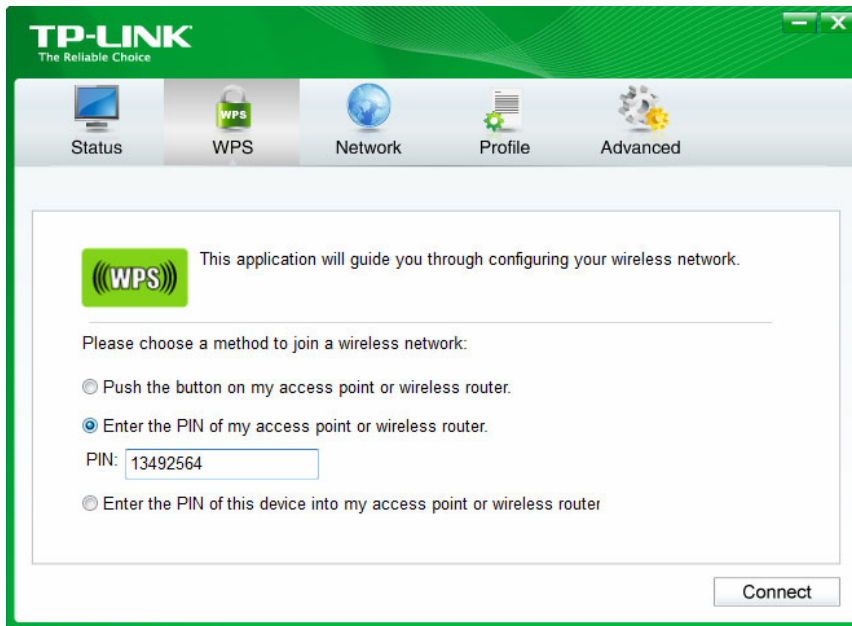 TP-LINK
The Reliable Choice
Status WPS Network Profile Advanced
WPS
This application will guide you through configuring your wireless network.
((WPS))
Please choose a method to join a wireless network:
Push the button on my access point or wireless router.
Enter the PIN of my access point or wireless router.
PIN: 13492564
Enter the PIN of this device into my access point or wireless router
Connect